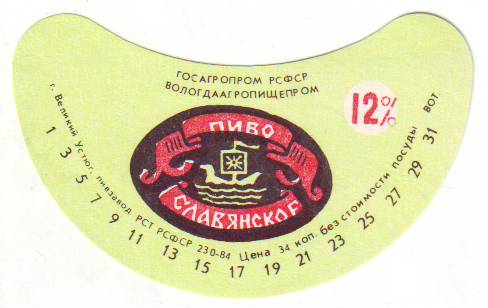 ГОСАГРОПРОМ РСФСР
ВОЛОГДААГРОПИЩЕПРОМ
12%
ПИВО
СЛАВЯНСКОЕ
г. Великий Устюг, пивзавод РСТ РСФСР 230-84 Цена 34 коп. без стоимости посуды вот.
1 3 5 7 9 11 13 15 17 19 21 23 25 27 29 31